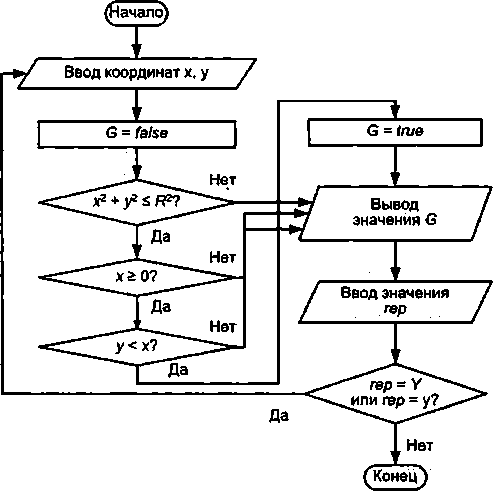 Начало
Ввод координат x, y
G = false
G = true
Нет
x² + y² ≤ R²?
Вывод
значения G
Да
Нет
x ≥ 0?
Да
Ввод значения
rep
Нет
y < x?
Да
rep = Y
или rep = y?
Да
Нет
Конец